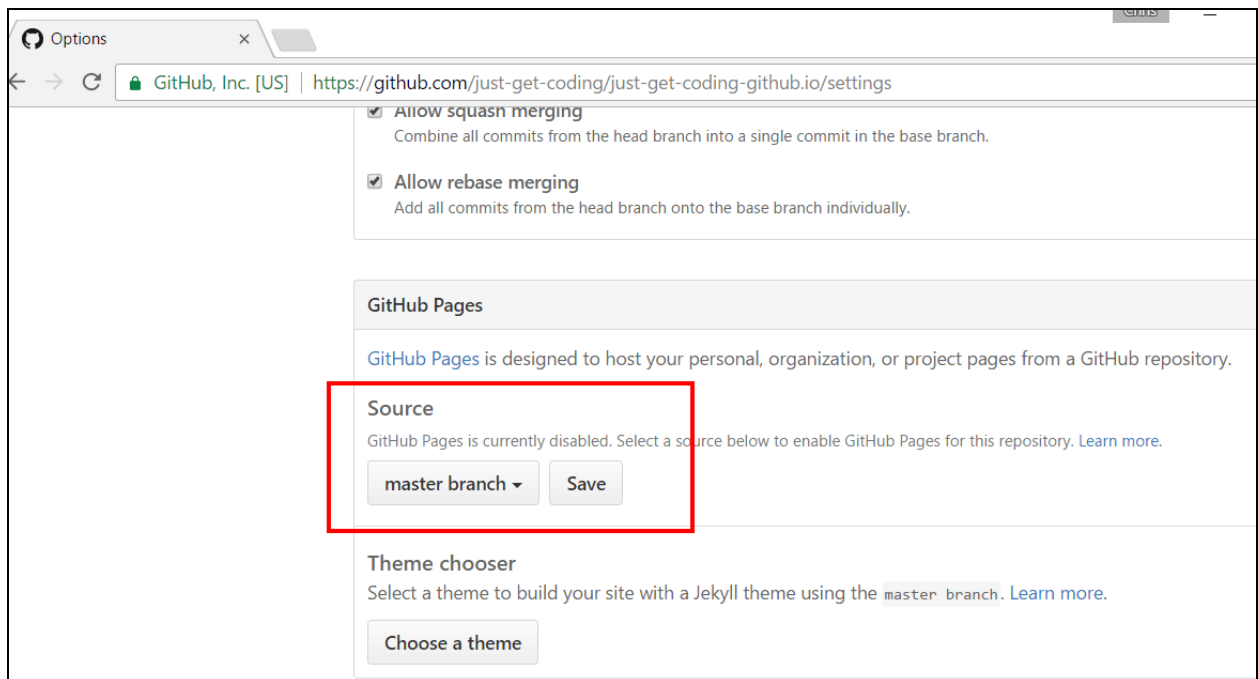 Chris
Options
GitHub, Inc. [US] | https://github.com/just-get-coding/just-get-coding-github.io/settings
Allow squash merging
Combine all commits from the head branch into a single commit in the base branch.
Allow rebase merging
Add all commits from the head branch onto the base branch individually.
GitHub Pages
GitHub Pages is designed to host your personal, organization, or project pages from a GitHub repository.
Source
GitHub Pages is currently disabled. Select a source below to enable GitHub Pages for this repository. Learn more.
master branch Save
Theme chooser
Select a theme to build your site with a Jekyll theme using the master branch. Learn more.
Choose a theme